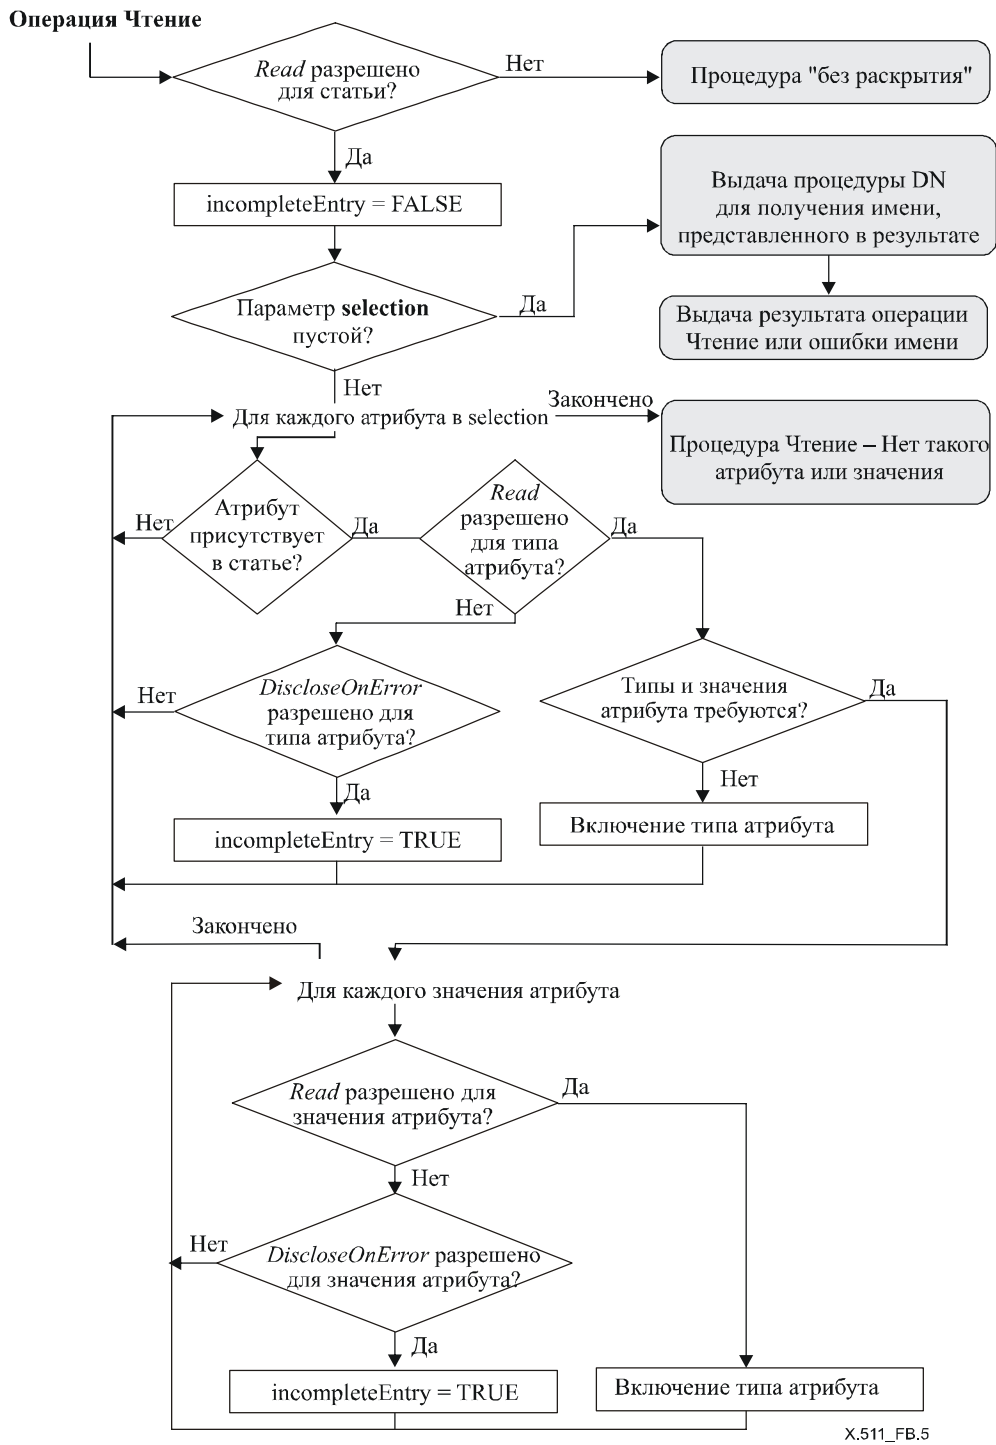 Операция Чтение
Read разрешено
для статьи?
Нет
Процедура "без раскрытия"
Да
incompleteEntry = FALSE
Выдача процедуры DN
для получения имени,
представленного в результате
Параметр selection
пустой?
Да
Выдача результата операции
Чтение или ошибки имени
Нет
Для каждого атрибута в selection
Закончено
Процедура Чтение – Нет такого
атрибута или значения
Атрибут
присутствует
в статье?
Нет
Да
Read
разрешено
для типа
атрибута?
Да
Нет
DiscloseOnError
разрешено для
типа атрибута?
Нет
Типы и значения
атрибута требуются?
Да
Да
Нет
incompleteEntry = TRUE
Включение типа атрибута
Закончено
Для каждого значения атрибута
Read разрешено для
значения атрибута?
Да
Нет
DiscloseOnError разрешено
для значения атрибута?
Нет
Да
incompleteEntry = TRUE
Включение типа атрибута
X.511_FB.5